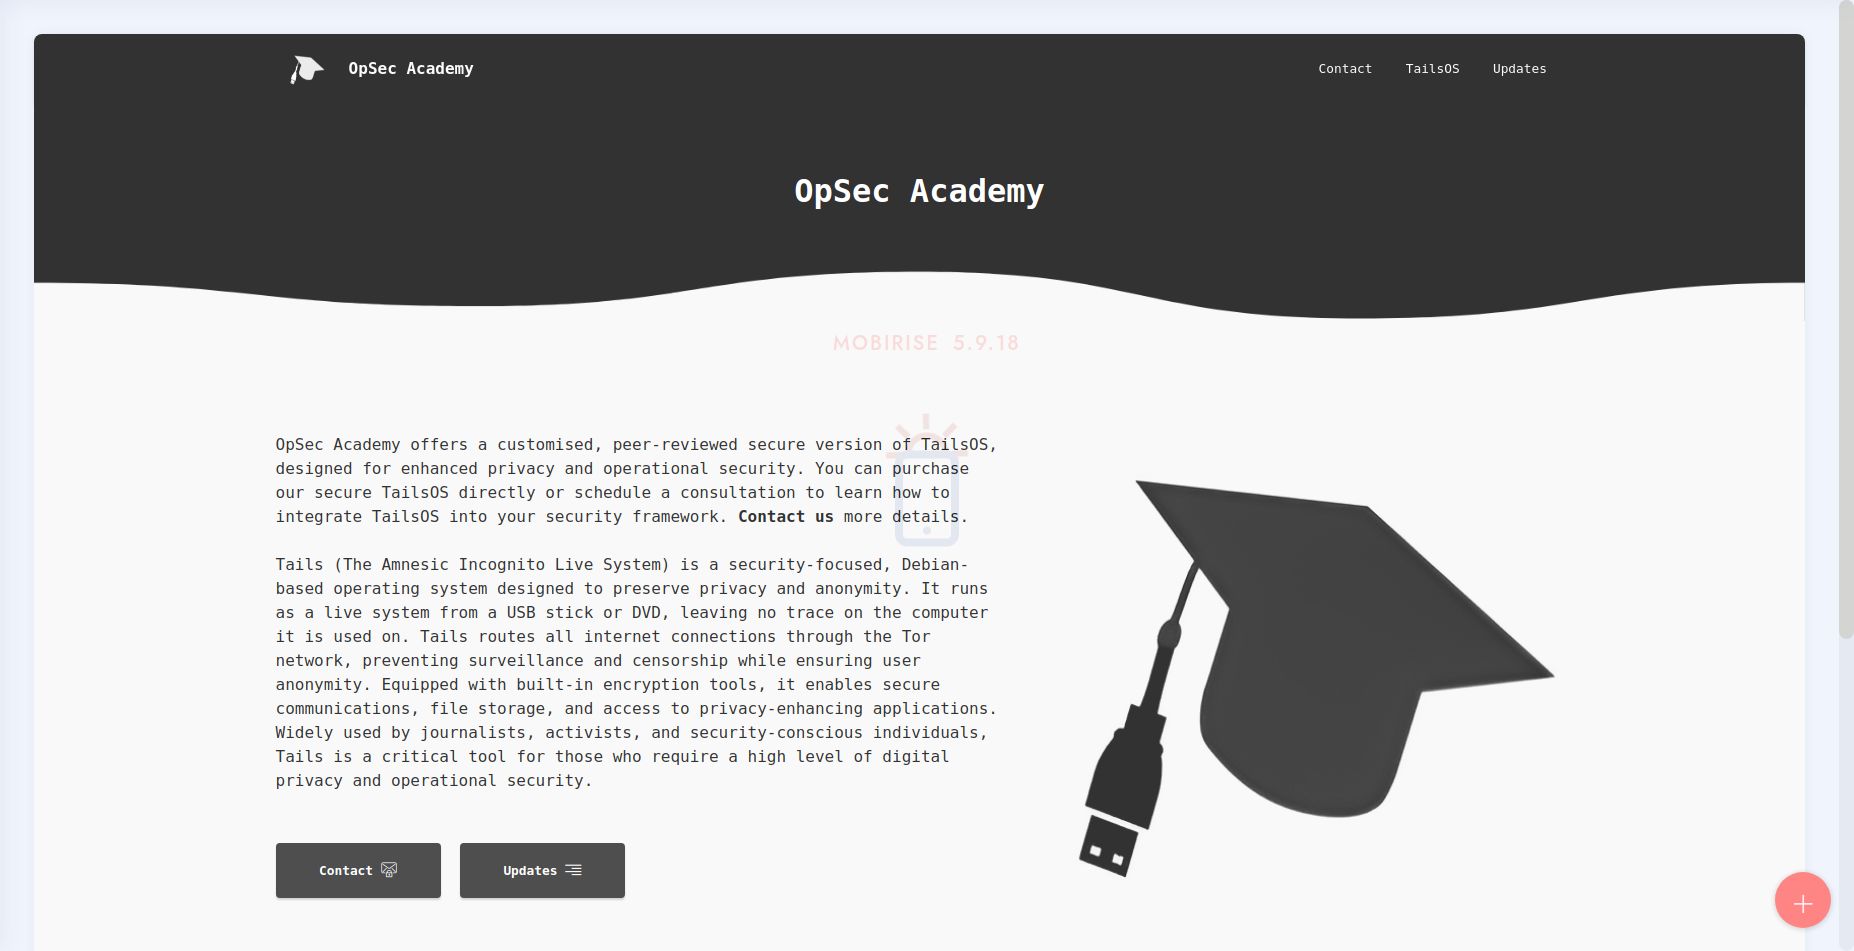 OpSec Academy
Contact
TailsOS
Updates
OpSec Academy
MOBIRISE 5.9.18
OpSec Academy offers a customised, peer-reviewed secure version of TailsOS,
designed for enhanced privacy and operational security. You can purchase
our secure TailsOS directly or schedule a consultation to learn how to
integrate TailsOS into your security framework. Contact us more details.
Tails (The Amnesic Incognito Live System) is a security-focused, Debian-
based operating system designed to preserve privacy and anonymity. It runs
as a live system from a USB stick or DVD, leaving no trace on the computer
it is used on. Tails routes all internet connections through the Tor
network, preventing surveillance and censorship while ensuring user
anonymity. Equipped with built-in encryption tools, it enables secure
communications, file storage, and access to privacy-enhancing applications.
Widely used by journalists, activists, and security-conscious individuals,
Tails is a critical tool for those who require a high level of digital
privacy and operational security.
Contact
Updates